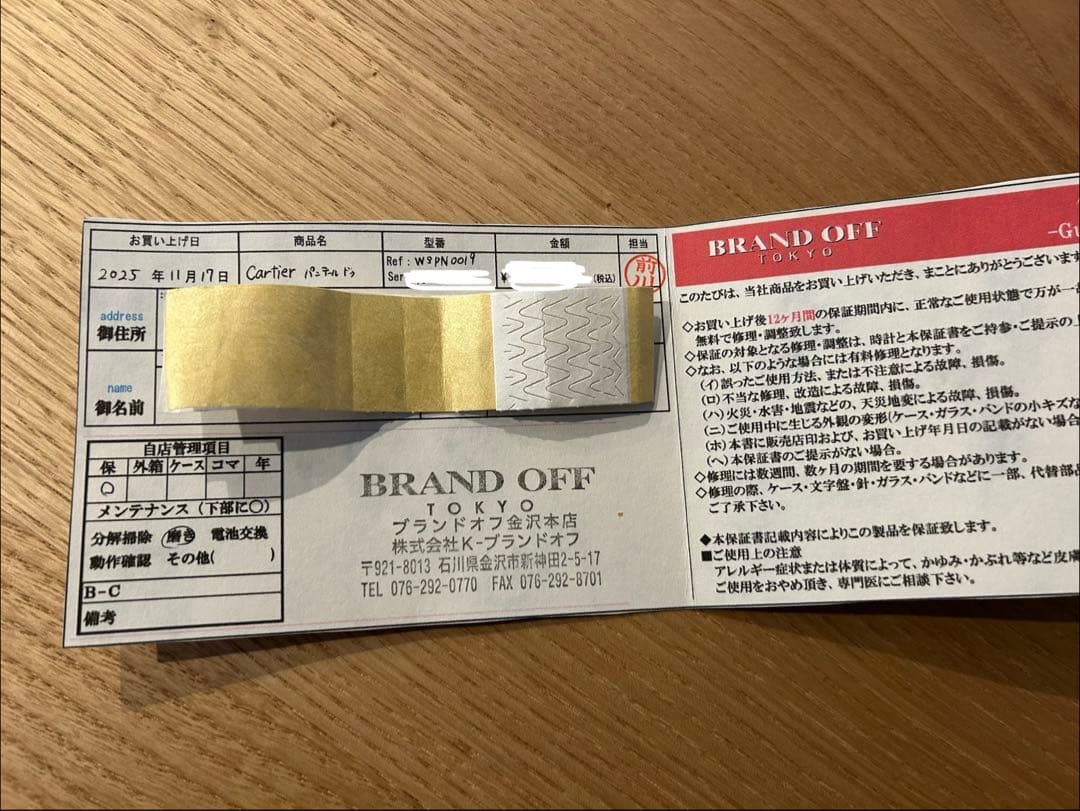 お買い上げ日 商品名 型番 金額 担当
2025 年 11月 17日 Cartier パンテール ドゥ Ref : WSPN0019 (税込) 前川
Ser
address
御住所
name
御名前
自店管理項目
保 外箱 ケース コマ 年
○
メンテナンス (下部に○)
分解掃除 磨き 電池交換
動作確認 その他( )
B-C
備考
BRAND OFF
TOKYO
ブランドオフ金沢本店
株式会社K-ブランドオフ
〒921-8013 石川県金沢市新神田2-5-17
TEL 076-292-0770 FAX 076-292-8701
BRAND OFF
TOKYO
-Gu
このたびは、当社商品をお買い上げいただき、まことにありがとうございます
◇お買い上げ後12ケ月間の保証期間内に、正常なご使用状態で万が一
無料で修理・調整致します。
◇保証の対象となる修理・調整は、時計と本保証書をご持参・ご提示の上
◇なお、以下のような場合には有料修理となります。
(イ)誤ったご使用方法、または不注意による故障、損傷。
(ロ)不当な修理、改造による故障、損傷。
(ハ)火災・水害・地震などの、天災地変による故障、損傷。
(ニ)ご使用中に生じる外観の変形(ケース・ガラス・バンドの小キズな
(ホ)本書に販売店印および、お買い上げ年月日の記載がない場合
(へ)本保証書のご提示がない場合。
◇修理には数週間、数ヶ月の期間を要する場合があります。
◇修理の際、ケース・文字盤・針・ガラス・バンドなどに一部、代替部品
ご了承下さい。
◆本保証書記載内容によりこの製品を保証致します。
■ご使用上の注意
アレルギー症状または体質によって、かゆみ・かぶれ等など皮膚
ご使用をおやめ頂き、専門医にご相談下さい。